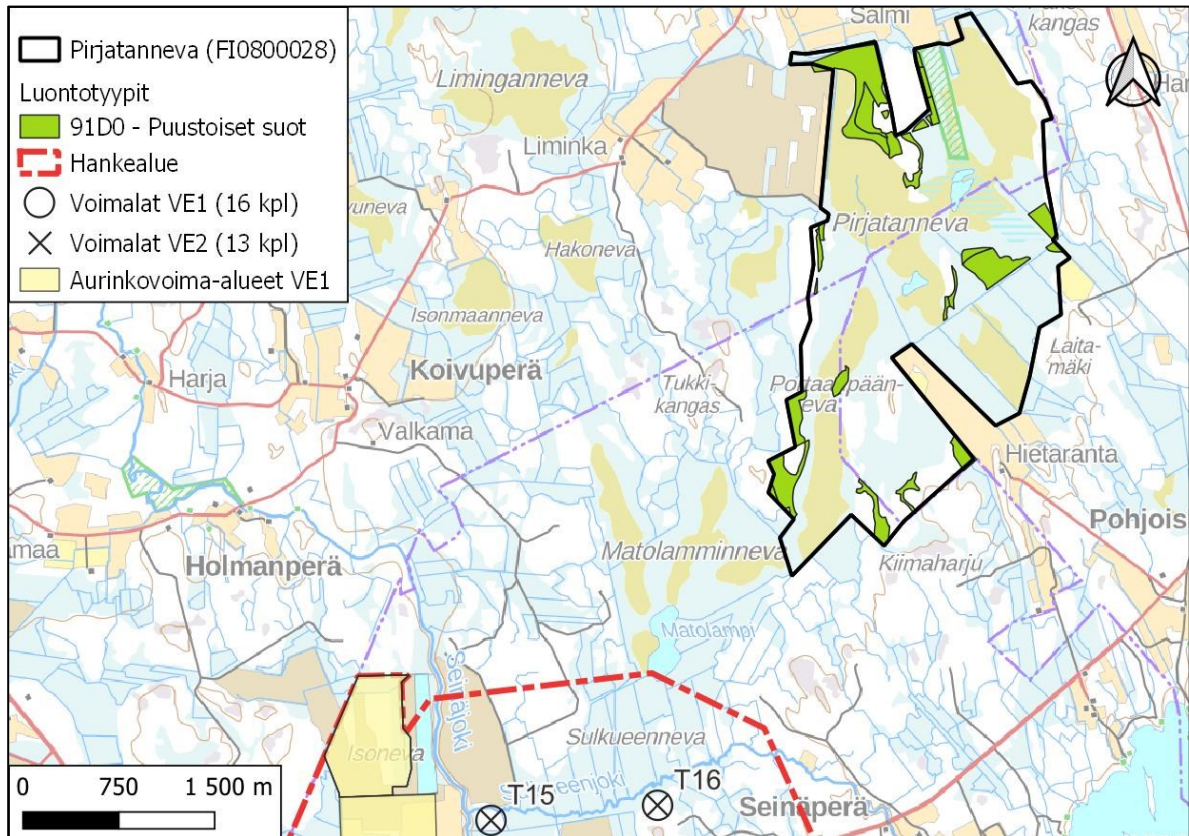 Pirjatanneva (FI0800028)
Luontotyypit
91D0 - Puustoiset suot
Hankealue
Voimalat VE1 (16 kpl)
Voimalat VE2 (13 kpl)
Aurinkovoima-alueet VE1
Salmi
kangas
Liminganneva
Liminka
Pirjatanneva
Hakoneva
Isonmaanneva
Laita-
mäki
Harja
Koivuperä
Tukki-
kangas
Valkama
Hietaranta
Pohjois
Holmanperä
Matolamminneva
Kiimaharju
Matolampi
Seinäjoki
Isoneva
Sulkueenneva
T15
T16
Seinäperä
0 750 1 500 m